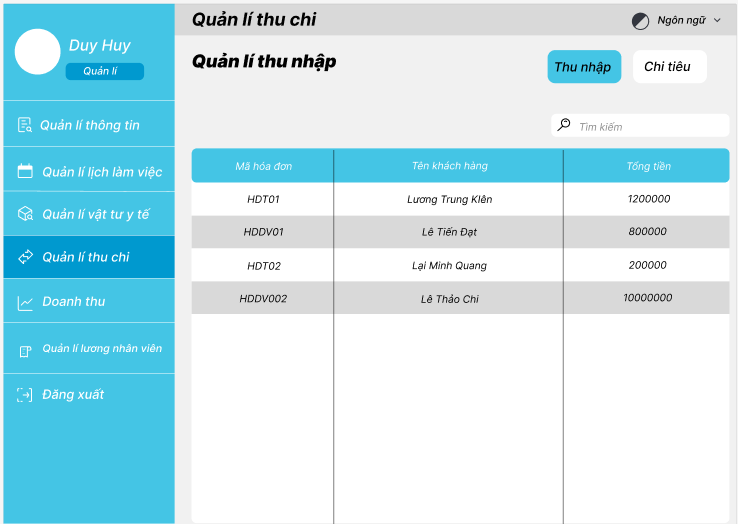 Duy Huy
Quản lí
Quản lí thông tin
Quản lí lịch làm việc
Quản lí vật tư y tế
Quản lí thu chi
Doanh thu
Quản lí lương nhân viên
Đăng xuất
Quản lí thu chi
Ngôn ngữ
Quản lí thu nhập
Thu nhập
Chi tiêu
Tìm kiếm
Mã hóa đơn Tên khách hàng Tổng tiền
HDT01 Lương Trung KIên 1200000
HDDV01 Lê Tiến Đạt 800000
HDT02 Lại Minh Quang 200000
HDDV002 Lê Thảo Chi 10000000